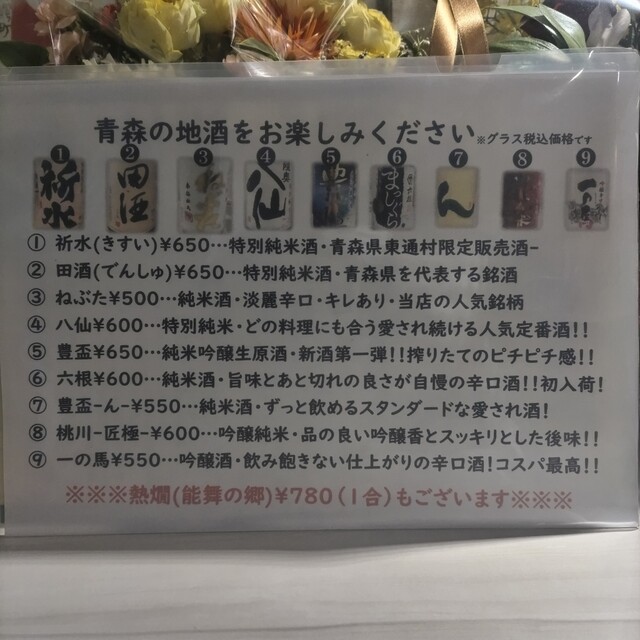 青森の地酒をお楽しみください※グラス税込価格です
❶ ❷ ❸ ❹ ❺ ❻ ❼ ❽ ❾
祈水 田酒 八仙 ん
① 祈水(きすい)¥650…特別純米酒・青森県東通村限定販売酒-
② 田酒(でんしゅ)¥650…特別純米酒・青森県を代表する銘酒
③ ねぶた¥500…純米酒・淡麗辛口・キレあり・当店の人気銘柄
④ 八仙¥600…特別純米・どの料理にも合う愛され続ける人気定番酒!!
⑤ 豊盃¥650…純米吟醸生原酒・新酒第一弾!!搾りたてのピチピチ感!!
⑥ 六根¥600…純米酒・旨味とあと切れの良さが自慢の辛口酒!!初入荷!
⑦ 豊盃-ん-¥550…純米酒・ずっと飲めるスタンダードな愛され酒!
⑧ 桃川-匠極-¥600…吟醸純米・品の良い吟醸香とスッキリとした後味!!
⑨ 一の馬¥550…吟醸酒・飲み飽きない仕上がりの辛口酒!コスパ最高!!
※※※熱燗(能舞の郷)¥780(1合)もございます※※※